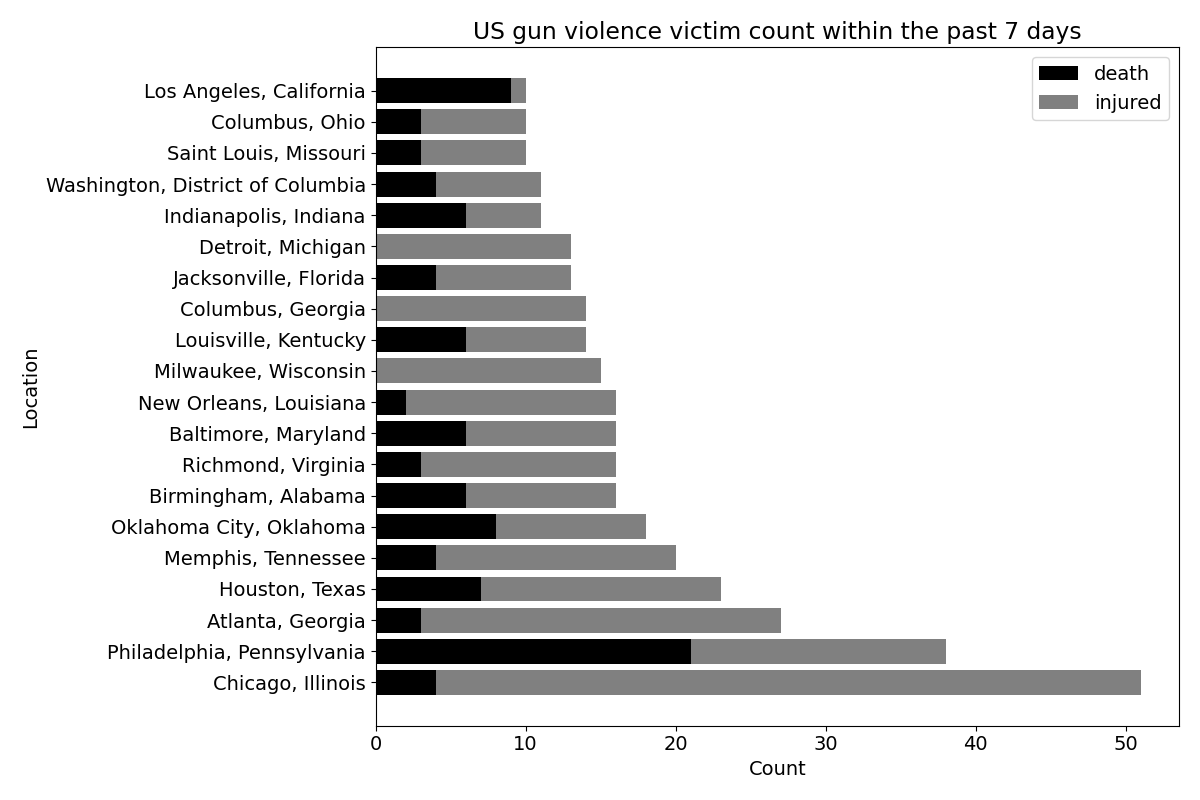 US gun violence victim count within the past 7 days
death
injured
Los Angeles, California
Columbus, Ohio
Saint Louis, Missouri
Washington, District of Columbia
Indianapolis, Indiana
Detroit, Michigan
Jacksonville, Florida
Columbus, Georgia
Louisville, Kentucky
Milwaukee, Wisconsin
New Orleans, Louisiana
Baltimore, Maryland
Richmond, Virginia
Birmingham, Alabama
Oklahoma City, Oklahoma
Memphis, Tennessee
Houston, Texas
Atlanta, Georgia
Philadelphia, Pennsylvania
Chicago, Illinois
Location
0 10 20 30 40 50
Count